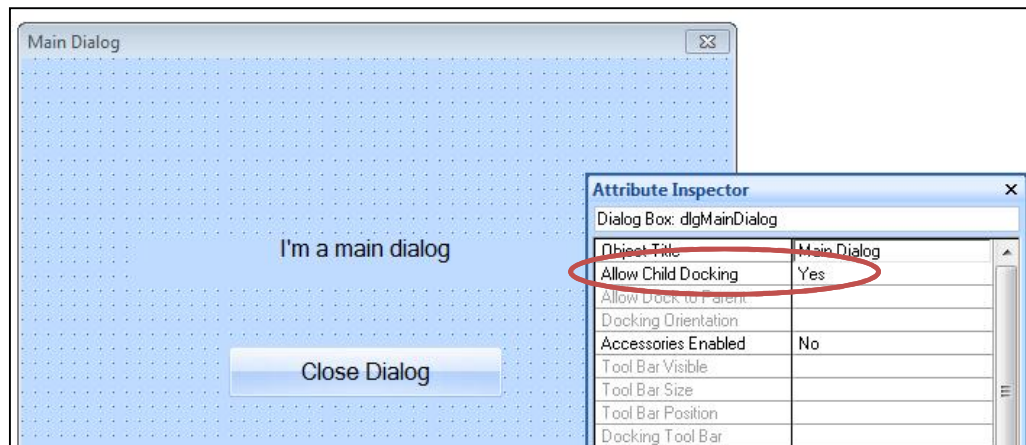 Main Dialog
I'm a main dialog
Close Dialog
Attribute Inspector
Dialog Box: dlgMainDialog
Object Title Main Dialog
Allow Child Docking Yes
Allow Dock to Parent
Docking Orientation
Accessories Enabled No
Tool Bar Visible
Tool Bar Size
Tool Bar Position
Docking Tool Bar